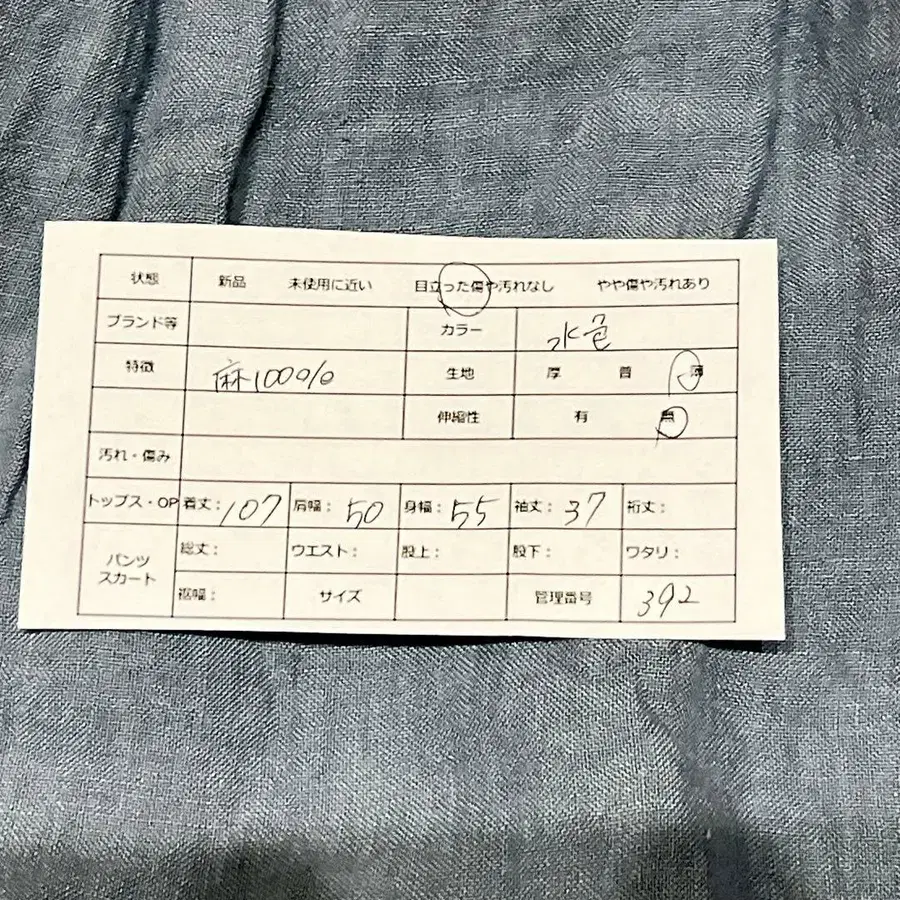 状態 新品 未使用に近い 目立った傷や汚れなし やや傷や汚れあり
ブランド等 カラー 水色
特徴 麻100% 生地 厚 普 薄
伸縮性 有 無
汚れ・傷み
トップス・OP 着丈: 107 肩幅: 50 身幅: 55 袖丈: 37 裄丈:
パンツ スカート 総丈: ウエスト: 股上: 股下: ワタリ:
裾幅: サイズ 管理番号 392